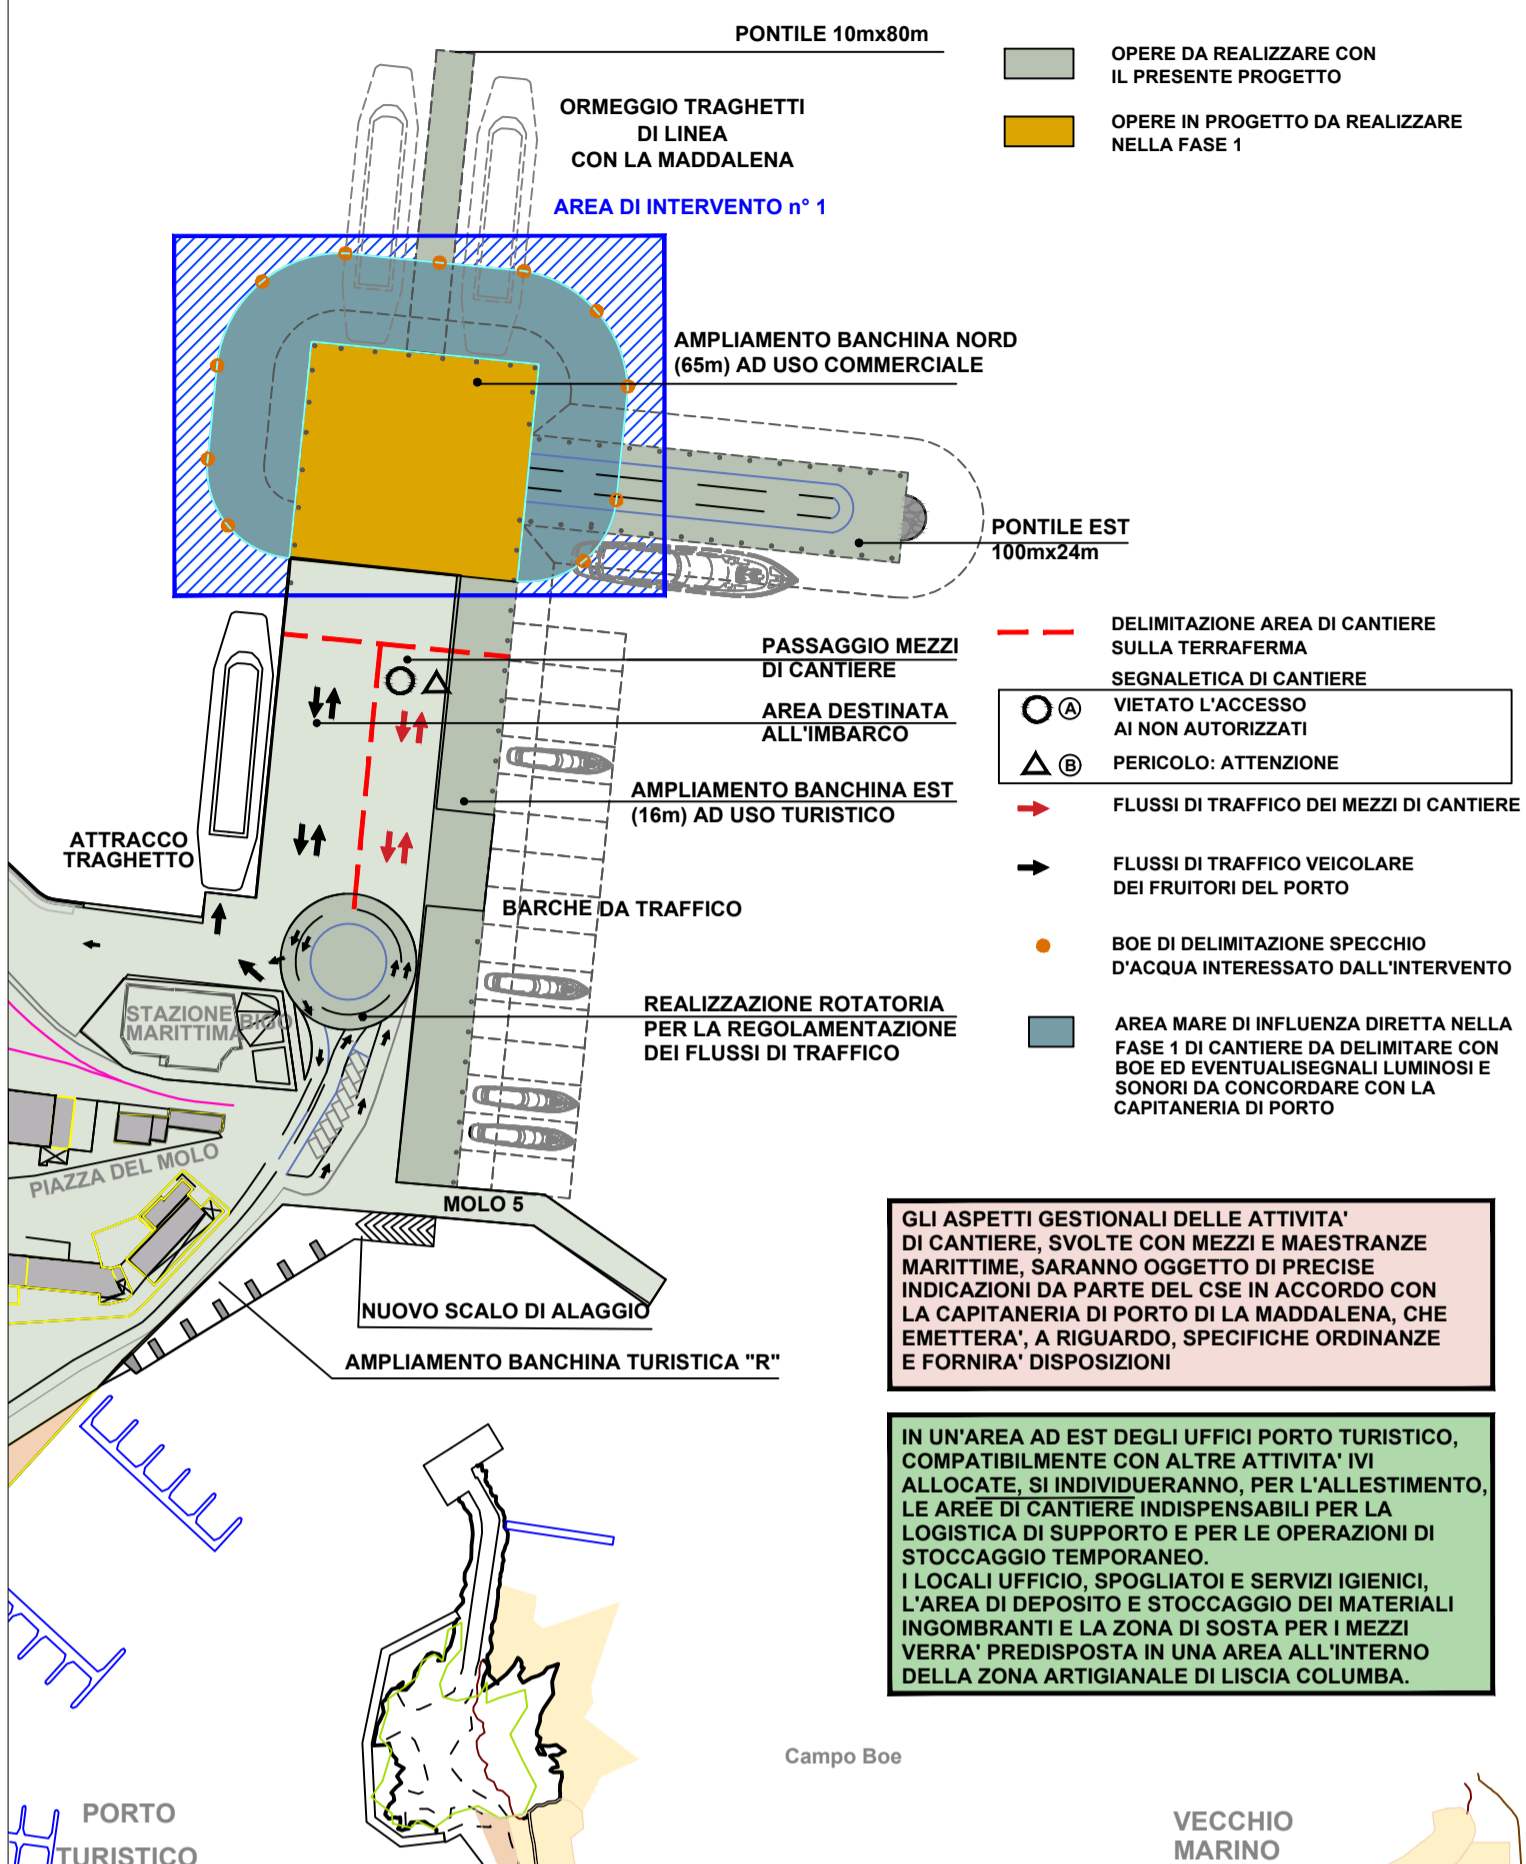 PONTILE 10mx80m
OPERE DA REALIZZARE CON
IL PRESENTE PROGETTO
ORMEGGIO TRAGHETTI
DI LINEA
CON LA MADDALENA
OPERE IN PROGETTO DA REALIZZARE
NELLA FASE 1
AREA DI INTERVENTO n° 1
AMPLIAMENTO BANCHINA NORD
(65m) AD USO COMMERCIALE
PONTILE EST
100mx24m
DELIMITAZIONE AREA DI CANTIERE
SULLA TERRAFERMA
PASSAGGIO MEZZI
DI CANTIERE
SEGNALETICA DI CANTIERE
A
VIETATO L'ACCESSO
AI NON AUTORIZZATI
B
PERICOLO: ATTENZIONE
AREA DESTINATA
ALL'IMBARCO
AMPLIAMENTO BANCHINA EST
(16m) AD USO TURISTICO
FLUSSI DI TRAFFICO DEI MEZZI DI CANTIERE
ATTRACCO
TRAGHETTO
FLUSSI DI TRAFFICO VEICOLARE
DEI FRUITORI DEL PORTO
BARCHE DA TRAFFICO
BOE DI DELIMITAZIONE SPECCHIO
D'ACQUA INTERESSATO DALL'INTERVENTO
STAZIONE
MARITTIMA
BIGO
REALIZZAZIONE ROTATORIA
PER LA REGOLAMENTAZIONE
DEI FLUSSI DI TRAFFICO
AREA MARE DI INFLUENZA DIRETTA NELLA
FASE 1 DI CANTIERE DA DELIMITARE CON
BOE ED EVENTUALISEGNALI LUMINOSI E
SONORI DA CONCORDARE CON LA
CAPITANERIA DI PORTO
PIAZZA DEL MOLO
MOLO 5
NUOVO SCALO DI ALAGGIO
AMPLIAMENTO BANCHINA TURISTICA "R"
GLI ASPETTI GESTIONALI DELLE ATTIVITA'
DI CANTIERE, SVOLTE CON MEZZI E MAESTRANZE
MARITTIME, SARANNO OGGETTO DI PRECISE
INDICAZIONI DA PARTE DEL CSE IN ACCORDO CON
LA CAPITANERIA DI PORTO DI LA MADDALENA, CHE
EMETTERA', A RIGUARDO, SPECIFICHE ORDINANZE
E FORNIRA' DISPOSIZIONI
IN UN'AREA AD EST DEGLI UFFICI PORTO TURISTICO,
COMPATIBILMENTE CON ALTRE ATTIVITA' IVI
ALLOCATE, SI INDIVIDUERANNO, PER L'ALLESTIMENTO,
LE AREE DI CANTIERE INDISPENSABILI PER LA
LOGISTICA DI SUPPORTO E PER LE OPERAZIONI DI
STOCCAGGIO TEMPORANEO.
I LOCALI UFFICIO, SPOGLIATOI E SERVIZI IGIENICI,
L'AREA DI DEPOSITO E STOCCAGGIO DEI MATERIALI
INGOMBRANTI E LA ZONA DI SOSTA PER I MEZZI
VERRA' PREDISPOSTA IN UNA AREA ALL'INTERNO
DELLA ZONA ARTIGIANALE DI LISCIA COLUMBA.
Campo Boe
PORTO
TURISTICO
VECCHIO
MARINO